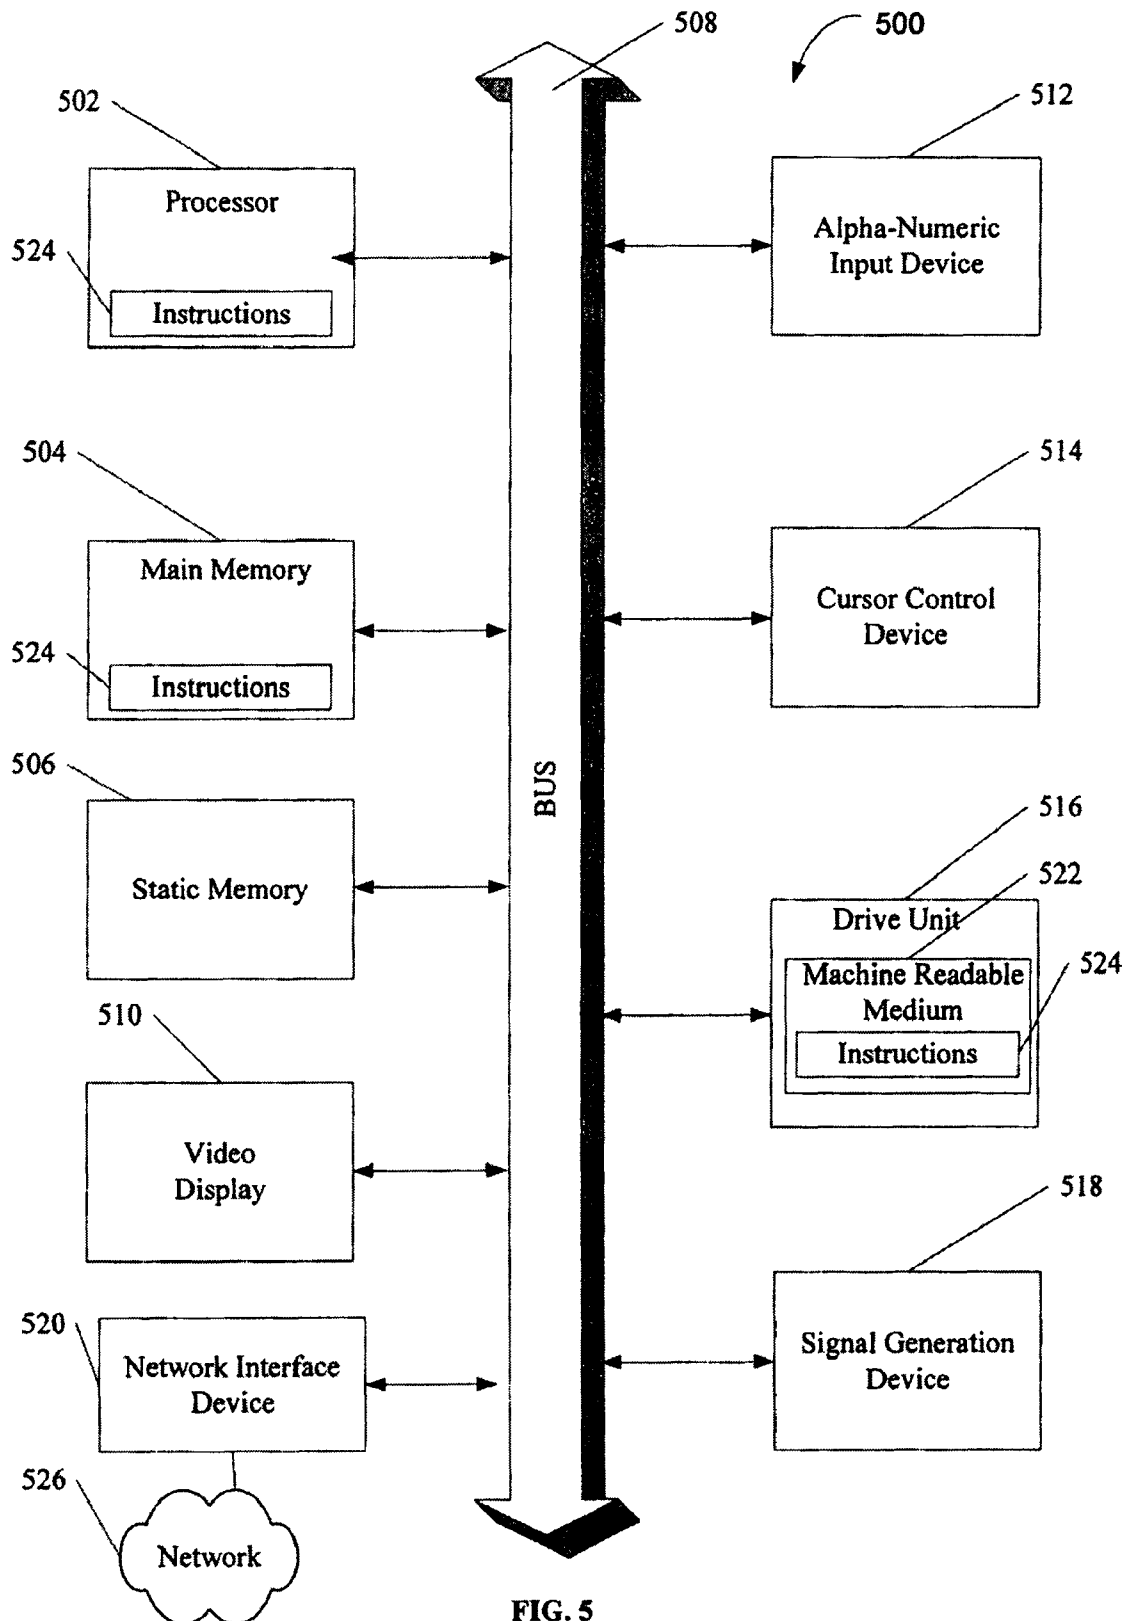 508
500
502
512
Processor
524
Instructions
Alpha-Numeric
Input Device
504
514
Main Memory
524
Instructions
Cursor Control
Device
506
BUS
Static Memory
516
522
Drive Unit
524
Machine Readable
Medium
Instructions
510
Video
Display
518
520
Network Interface
Device
Signal Generation
Device
526
Network
FIG. 5